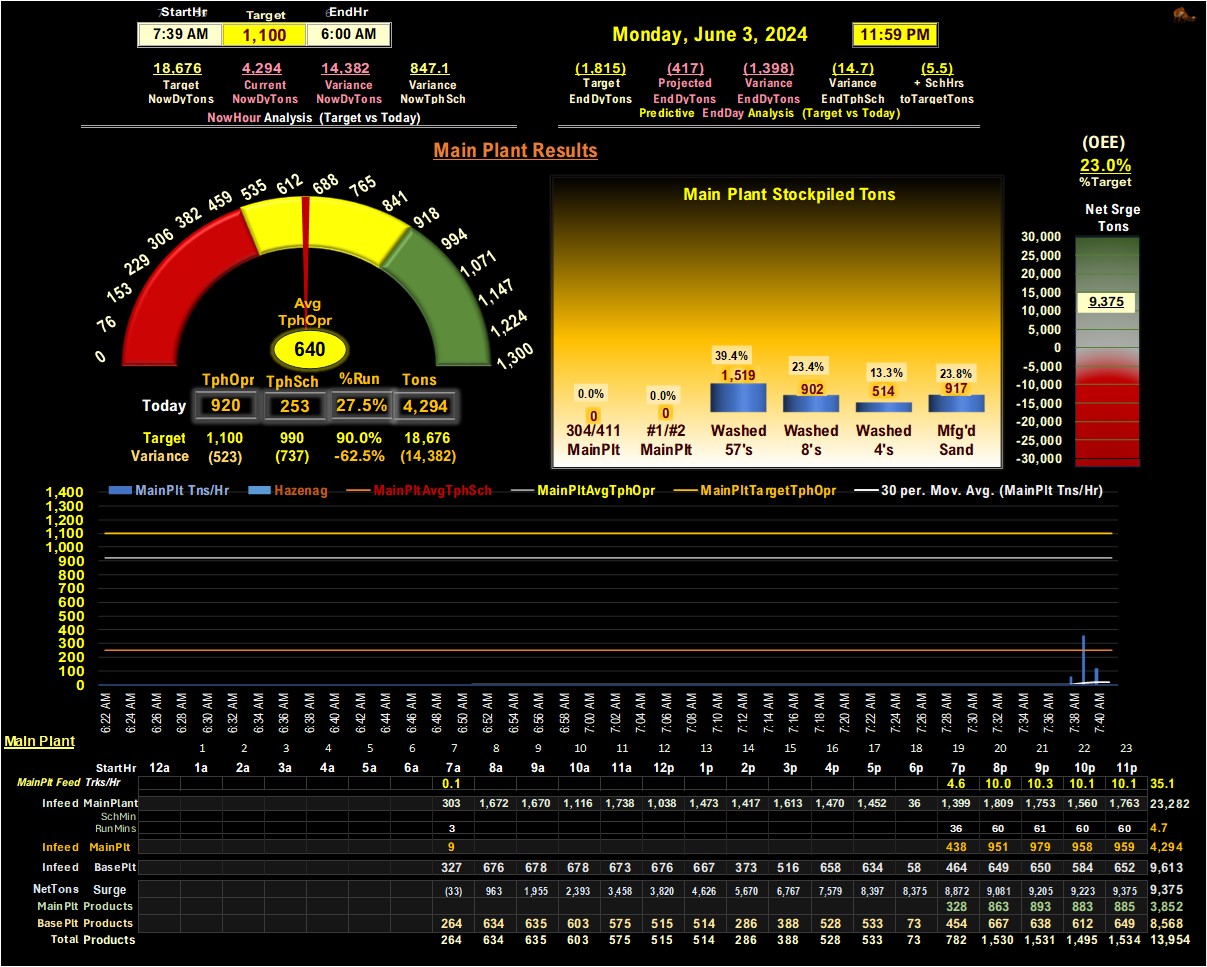 StartHr Target EndHr
7:39 AM 1,100 6:00 AM
Monday, June 3, 2024 11:59 PM
18,676 4,294 14,382 847.1
Target Current Variance Variance
NowDyTons NowDyTons NowDyTons NowTphSch
NowHour Analysis (Target vs Today)
(1,815) (417) (1,398) (14.7) (5.5)
Target Projected Variance Variance + SchHrs
EndDyTons EndDyTons EndDyTons EndTphSch toTargetTons
Predictive EndDay Analysis (Target vs Today)
Main Plant Results
(OEE)
23.0%
%Target
0 76 153 229 306 382 459 535 612 688 765 841 918 994 1,071 1,147 1,224 1,300
Avg
TphOpr
640
TphOpr TphSch %Run Tons
Today 920 253 27.5% 4,294
Target 1,100 990 90.0% 18,676
Variance (523) (737) -62.5% (14,382)
Main Plant Stockpiled Tons
0.0% 0.0% 39.4% 23.4% 13.3% 23.8%
0 0 1,519 902 514 917
304/411 #1/#2 Washed Washed Washed Mfg'd
MainPlt MainPlt 57's 8's 4's Sand
Net Srge
Tons
30,000
25,000
20,000
15,000
10,000
5,000
0
-5,000
-10,000
-15,000
-20,000
-25,000
-30,000
9,375
MainPlt Tns/Hr Hazenag MainPltAvgTphSch MainPltAvgTphOpr MainPltTargetTphOpr 30 per. Mov. Avg. (MainPlt Tns/Hr)
1,400
1,300
1,200
1,100
1,000
900
800
700
600
500
400
300
200
100
0
6:22 AM 6:24 AM 6:26 AM 6:28 AM 6:30 AM 6:32 AM 6:34 AM 6:36 AM 6:38 AM 6:40 AM 6:42 AM 6:44 AM 6:46 AM 6:48 AM 6:50 AM 6:52 AM 6:54 AM 6:56 AM 6:58 AM 7:00 AM 7:02 AM 7:04 AM 7:06 AM 7:08 AM 7:10 AM 7:12 AM 7:14 AM 7:16 AM 7:18 AM 7:20 AM 7:22 AM 7:24 AM 7:26 AM 7:28 AM 7:30 AM 7:32 AM 7:34 AM 7:36 AM 7:38 AM 7:40 AM
Main Plant
1 2 3 4 5 6 7 8 9 10 11 12 13 14 15 16 17 18 19 20 21 22 23
StartHr 12a 1a 2a 3a 4a 5a 6a 7a 8a 9a 10a 11a 12p 1p 2p 3p 4p 5p 6p 7p 8p 9p 10p 11p
MainPlt Feed Trks/Hr 0.1 4.6 10.0 10.3 10.1 10.1 35.1
Infeed MainPlant 303 1,672 1,670 1,116 1,738 1,038 1,473 1,417 1,613 1,470 1,452 36 1,399 1,809 1,753 1,560 1,763 23,282
SchMin
RunMins 3 36 60 61 60 60 4.7
Infeed MainPlt 9 438 951 979 958 959 4,294
Infeed BasePlt 327 676 678 678 673 676 667 373 516 658 634 58 464 649 650 584 652 9,613
NetTons Surge (33) 963 1,955 2,393 3,458 3,820 4,626 5,670 6,767 7,579 8,397 8,375 8,872 9,081 9,205 9,223 9,375 9,375
MainPlt Products 328 863 893 883 885 3,852
BasePlt Products 264 634 635 603 575 515 514 286 388 528 533 73 454 667 638 612 649 8,568
Total Products 264 634 635 603 575 515 514 286 388 528 533 73 782 1,530 1,531 1,495 1,534 13,954